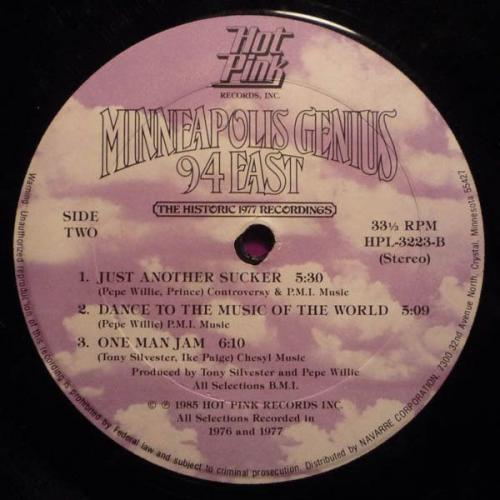 Hot
Pink
RECORDS, INC.
MINNEAPOLIS GENIUS
94 EAST
THE HISTORIC 1977 RECORDINGS
SIDE
TWO
33⅓ RPM
HPL-3223-B
(Stereo)
1. JUST ANOTHER SUCKER 5:30
(Pepe Willie, Prince) Controversy & P.M.I. Music
2. DANCE TO THE MUSIC OF THE WORLD 5:09
(Pepe Willie) P.M.I. Music
3. ONE MAN JAM 6:10
(Tony Silvester, Ike Paige) Chesyl Music
Produced by Tony Silvester and Pepe Willie
All Selections B.M.I.
© ℗ 1985 HOT PINK RECORDS INC.
All Selections Recorded in
1976 and 1977
Warning: Unauthorized reproduction of this recording is prohibited by Federal law and subject to criminal prosecution. Distributed by NAVARRE CORPORATION, 7300 32nd Avenue North, Crystal, Minnesota 55427